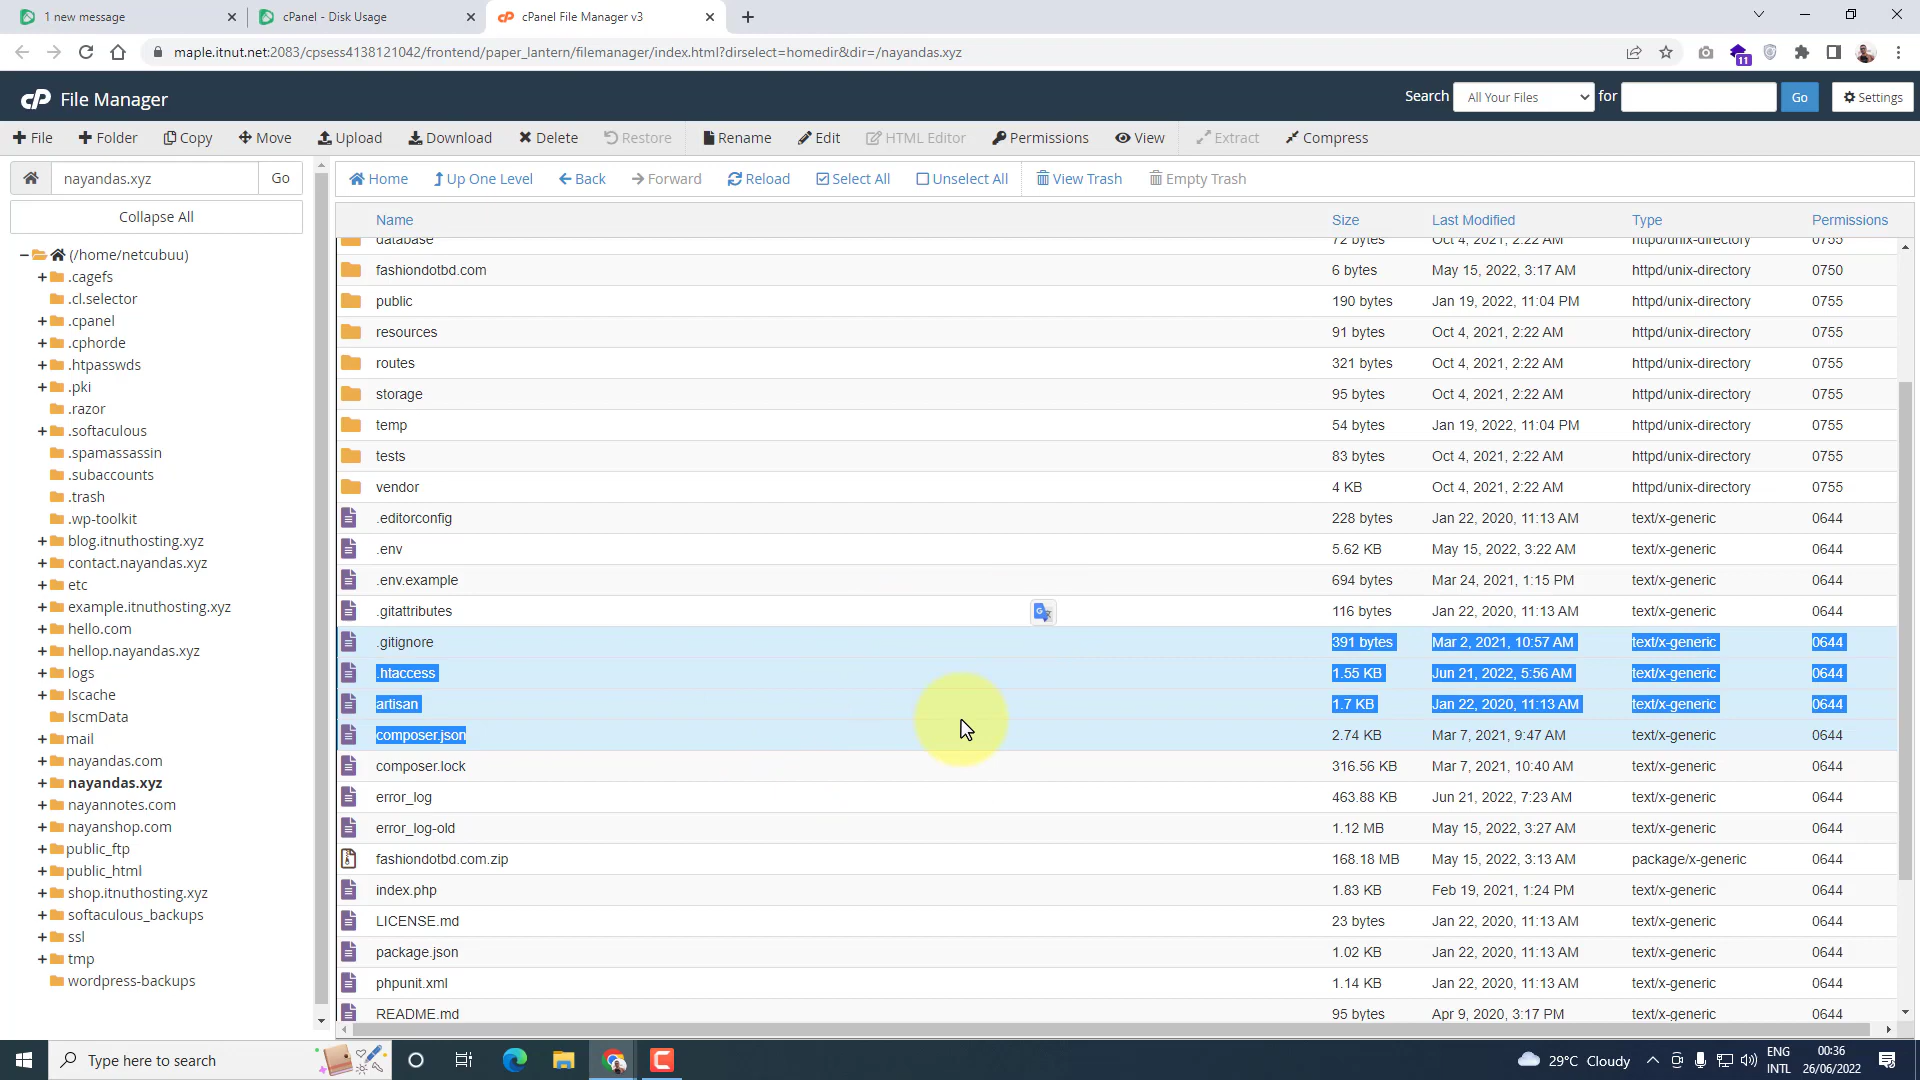 1 new message
cPanel - Disk Usage
cPanel File Manager v3
maple.itnut.net:2083/cpsess4138121042/frontend/paper_lantern/filemanager/index.html?dirselect=homedir&dir=/nayandas.xyz
11
cP File Manager
Search All Your Files for Go Settings
File Folder Copy Move Upload Download Delete Restore Rename Edit HTML Editor Permissions View Extract Compress
nayandas.xyz Go
Home Up One Level Back Forward Reload Select All Unselect All View Trash Empty Trash
Collapse All
(/home/netcubuu)
.cagefs
.cl.selector
.cpanel
.cphorde
.htpasswds
.pki
.razor
.softaculous
.spamassassin
.subaccounts
.trash
.wp-toolkit
blog.itnuthosting.xyz
contact.nayandas.xyz
etc
example.itnuthosting.xyz
hello.com
hellop.nayandas.xyz
logs
lscache
lscmData
mail
nayandas.com
nayandas.xyz
nayannotes.com
nayanshop.com
public_ftp
public_html
shop.itnuthosting.xyz
softaculous_backups
ssl
tmp
wordpress-backups
Name Size Last Modified Type Permissions
database 72 bytes Oct 4, 2021, 2:22 AM httpd/unix-directory 0755
fashiondotbd.com 6 bytes May 15, 2022, 3:17 AM httpd/unix-directory 0750
public 190 bytes Jan 19, 2022, 11:04 PM httpd/unix-directory 0755
resources 91 bytes Oct 4, 2021, 2:22 AM httpd/unix-directory 0755
routes 321 bytes Oct 4, 2021, 2:22 AM httpd/unix-directory 0755
storage 95 bytes Oct 4, 2021, 2:22 AM httpd/unix-directory 0755
temp 54 bytes Jan 19, 2022, 11:04 PM httpd/unix-directory 0755
tests 83 bytes Oct 4, 2021, 2:22 AM httpd/unix-directory 0755
vendor 4 KB Oct 4, 2021, 2:22 AM httpd/unix-directory 0755
.editorconfig 228 bytes Jan 22, 2020, 11:13 AM text/x-generic 0644
.env 5.62 KB May 15, 2022, 3:22 AM text/x-generic 0644
.env.example 694 bytes Mar 24, 2021, 1:15 PM text/x-generic 0644
.gitattributes 116 bytes Jan 22, 2020, 11:13 AM text/x-generic 0644
.gitignore 391 bytes Mar 2, 2021, 10:57 AM text/x-generic 0644
.htaccess 1.55 KB Jun 21, 2022, 5:56 AM text/x-generic 0644
artisan 1.7 KB Jan 22, 2020, 11:13 AM text/x-generic 0644
composer.json 2.74 KB Mar 7, 2021, 9:47 AM text/x-generic 0644
composer.lock 316.56 KB Mar 7, 2021, 10:40 AM text/x-generic 0644
error_log 463.88 KB Jun 21, 2022, 7:23 AM text/x-generic 0644
error_log-old 1.12 MB May 15, 2022, 3:27 AM text/x-generic 0644
fashiondotbd.com.zip 168.18 MB May 15, 2022, 3:13 AM package/x-generic 0644
index.php 1.83 KB Feb 19, 2021, 1:24 PM text/x-generic 0644
LICENSE.md 23 bytes Jan 22, 2020, 11:13 AM text/x-generic 0644
package.json 1.02 KB Jan 22, 2020, 11:13 AM text/x-generic 0644
phpunit.xml 1.14 KB Jan 22, 2020, 11:13 AM text/x-generic 0644
README.md 95 bytes Apr 9, 2020, 3:17 PM text/x-generic 0644
Type here to search
29°C Cloudy
ENG
INTL
00:36
26/06/2022